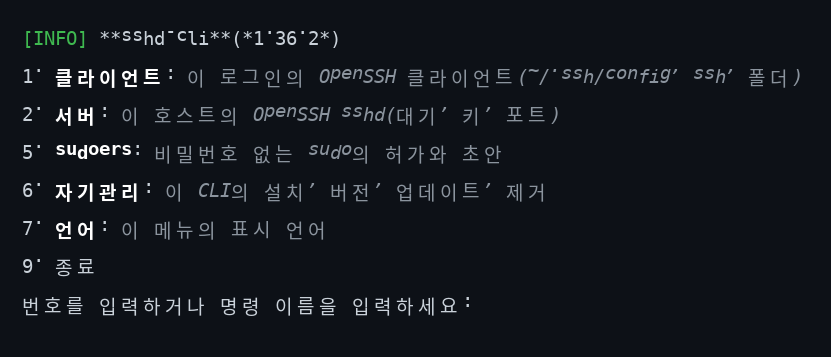 [INFO] **sshd-cli**(*1.36.2*)
1. 클라이언트: 이 로그인의 OpenSSH 클라이언트(~/.ssh/config, ssh, 폴더)
2. 서버: 이 호스트의 OpenSSH sshd(대기, 키, 포트)
5. sudoers: 비밀번호 없는 sudo의 허가와 초안
6. 자기관리: 이 CLI의 설치, 버전, 업데이트, 제거
7. 언어: 이 메뉴의 표시 언어
9. 종료
번호를 입력하거나 명령 이름을 입력하세요: